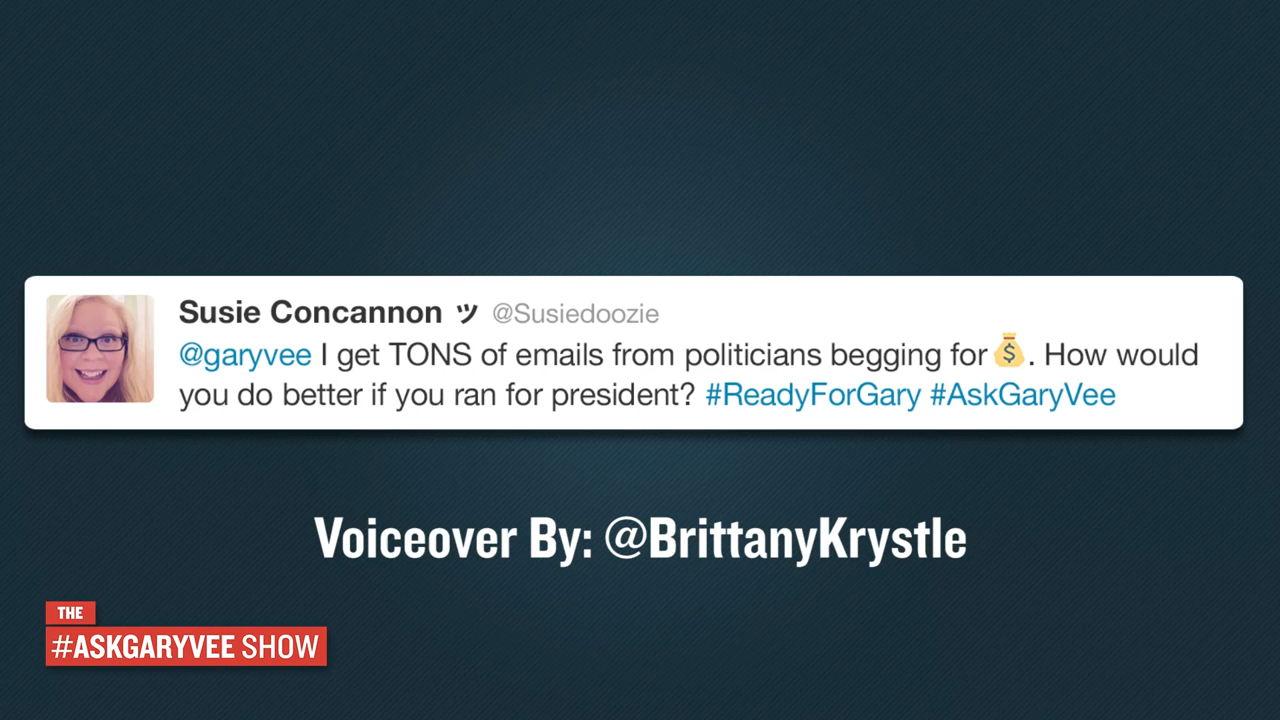 Susie Concannon ツ @Susiedoozie
@garyvee I get TONS of emails from politicians begging for💰. How would
you do better if you ran for president? #ReadyForGary #AskGaryVee
Voiceover By: @BrittanyKrystle
THE
#ASKGARYVEE SHOW